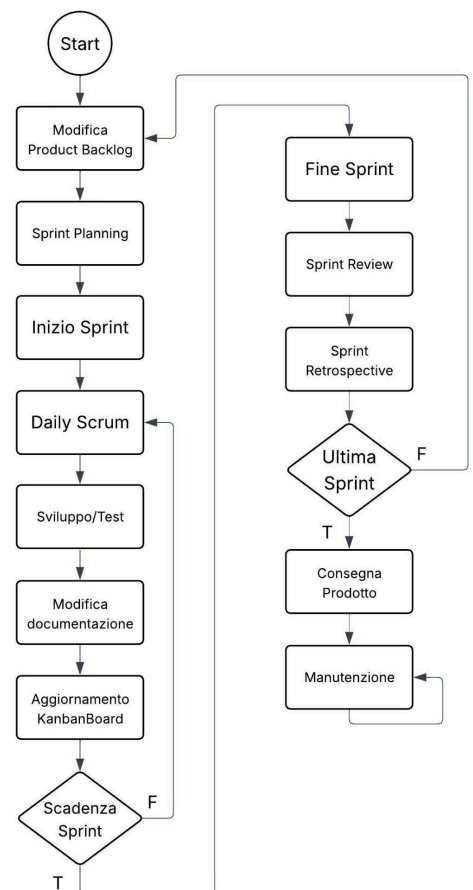 Start
Modifica
Product Backlog
Sprint Planning
Inizio Sprint
Daily Scrum
Sviluppo/Test
Modifica
documentazione
Aggiornamento
KanbanBoard
Scadenza
Sprint
F
T
Fine Sprint
Sprint Review
Sprint
Retrospective
Ultima
Sprint
F
T
Consegna
Prodotto
Manutenzione